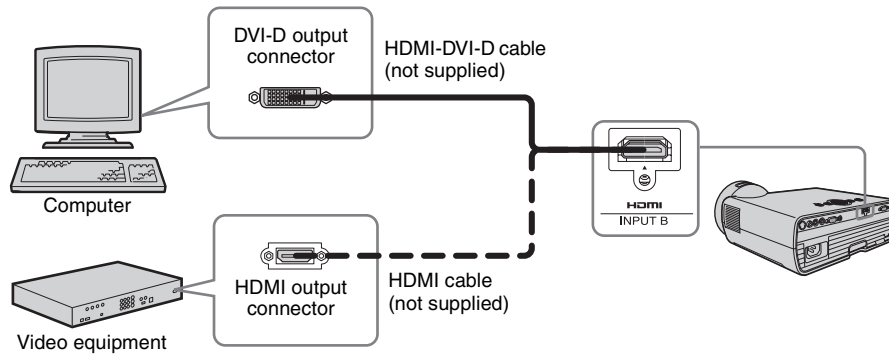 DVI-D output
connector
HDMI-DVI-D cable
(not supplied)
Computer
HDMI
INPUT B
HDMI output
connector
HDMI cable
(not supplied)
Video equipment